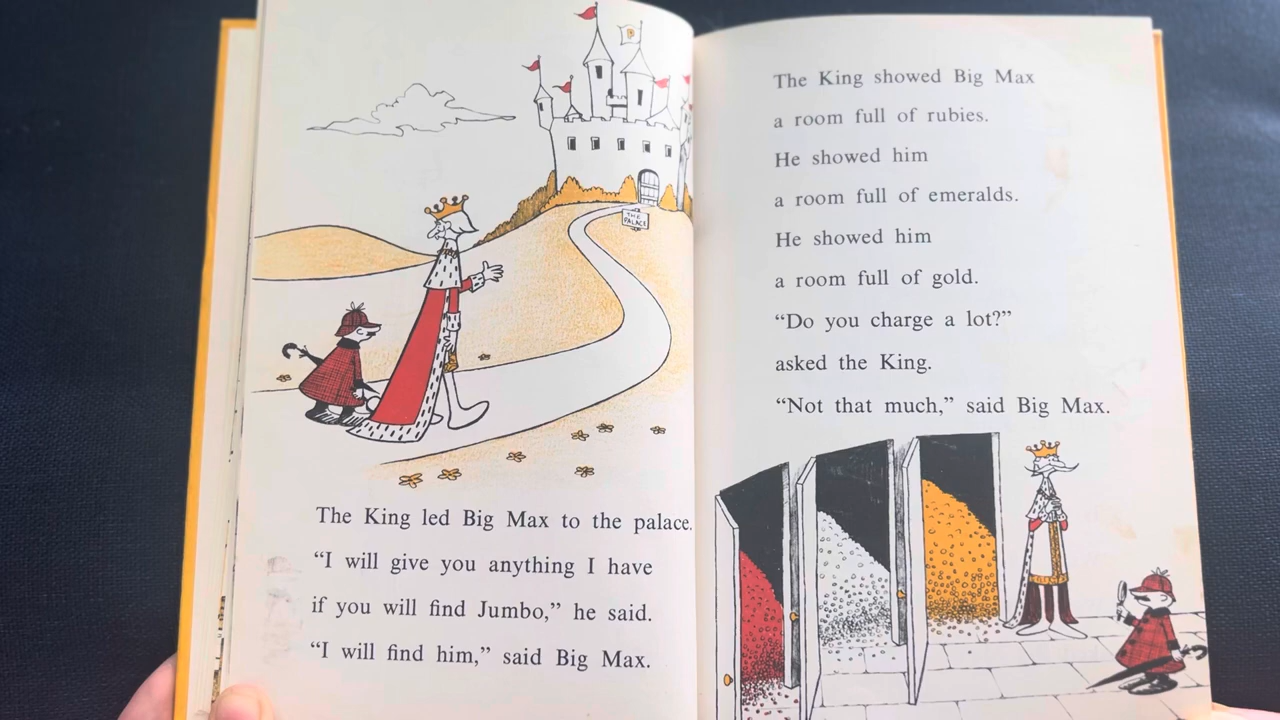 P
THE
PALACE
The King led Big Max to the palace.
“I will give you anything I have
if you will find Jumbo,” he said.
“I will find him,” said Big Max.
The King showed Big Max
a room full of rubies.
He showed him
a room full of emeralds.
He showed him
a room full of gold.
“Do you charge a lot?”
asked the King.
“Not that much,” said Big Max.